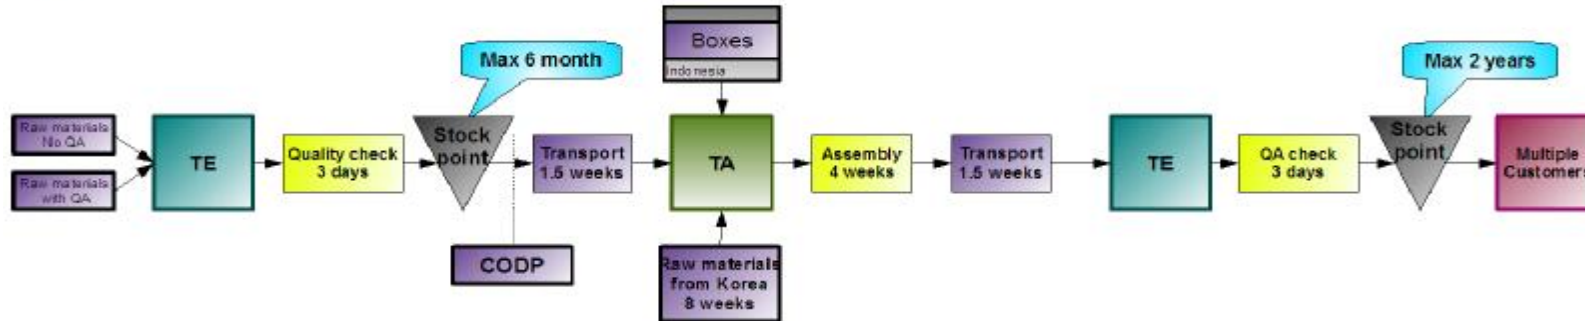 Raw materials
No QA
Raw materials
with QA
TE
Quality check
3 days
Max 6 month
Stock
point
CODP
Transport
1.5 weeks
Boxes
Indonesia
TA
Raw materials
from Korea
8 weeks
Assembly
4 weeks
Transport
1.5 weeks
TE
QA check
3 days
Max 2 years
Stock
point
Multiple
Customers